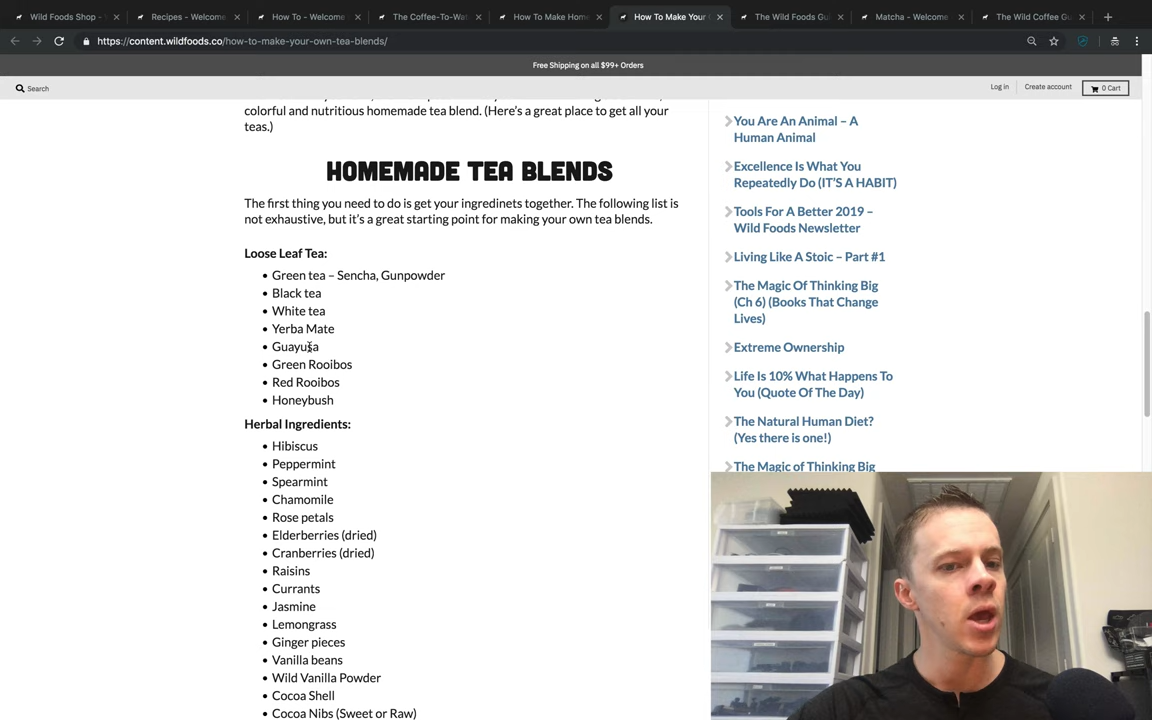 Wild Foods Shop -
Recipes - Welcome
How To - Welcome
The Coffee-To-Wat
How To Make Home
How To Make Your
The Wild Foods Gui
Matcha - Welcome
The Wild Coffee Gu
https://content.wildfoods.co/how-to-make-your-own-tea-blends/
Free Shipping on all $99+ Orders
Search
Log in
Create account
0 Cart
colorful and nutritious homemade tea blend. (Here's a great place to get all your
teas.)
HOMEMADE TEA BLENDS
The first thing you need to do is get your ingredinets together. The following list is
not exhaustive, but it's a great starting point for making your own tea blends.
Loose Leaf Tea:
• Green tea – Sencha, Gunpowder
• Black tea
• White tea
• Yerba Mate
• Guayusa
• Green Rooibos
• Red Rooibos
• Honeybush
Herbal Ingredients:
• Hibiscus
• Peppermint
• Spearmint
• Chamomile
• Rose petals
• Elderberries (dried)
• Cranberries (dried)
• Raisins
• Currants
• Jasmine
• Lemongrass
• Ginger pieces
• Vanilla beans
• Wild Vanilla Powder
• Cocoa Shell
• Cocoa Nibs (Sweet or Raw)
You Are An Animal – A
Human Animal
Excellence Is What You
Repeatedly Do (IT'S A HABIT)
Tools For A Better 2019 –
Wild Foods Newsletter
Living Like A Stoic – Part #1
The Magic Of Thinking Big
(Ch 6) (Books That Change
Lives)
Extreme Ownership
Life Is 10% What Happens To
You (Quote Of The Day)
The Natural Human Diet?
(Yes there is one!)
The Magic of Thinking Big